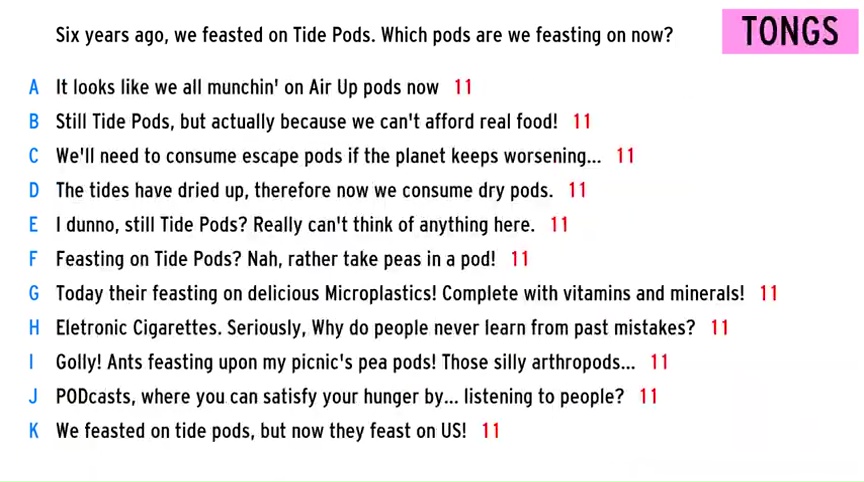 Six years ago, we feasted on Tide Pods. Which pods are we feasting on now?
TONGS
A It looks like we all munchin' on Air Up pods now 11
B Still Tide Pods, but actually because we can't afford real food! 11
C We'll need to consume escape pods if the planet keeps worsening... 11
D The tides have dried up, therefore now we consume dry pods. 11
E I dunno, still Tide Pods? Really can't think of anything here. 11
F Feasting on Tide Pods? Nah, rather take peas in a pod! 11
G Today their feasting on delicious Microplastics! Complete with vitamins and minerals! 11
H Eletronic Cigarettes. Seriously, Why do people never learn from past mistakes? 11
I Golly! Ants feasting upon my picnic's pea pods! Those silly arthropods... 11
J PODcasts, where you can satisfy your hunger by... listening to people? 11
K We feasted on tide pods, but now they feast on US! 11